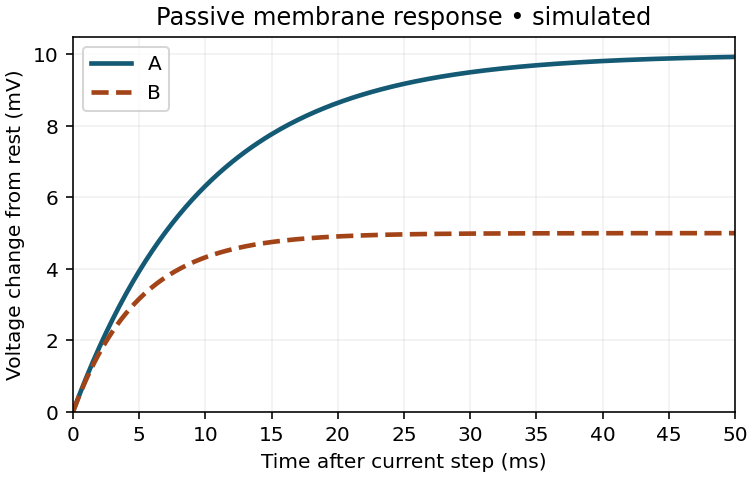 Passive membrane response • simulated
Voltage change from rest (mV)
10
8
6
4
2
0
A
B
0 5 10 15 20 25 30 35 40 45 50
Time after current step (ms)